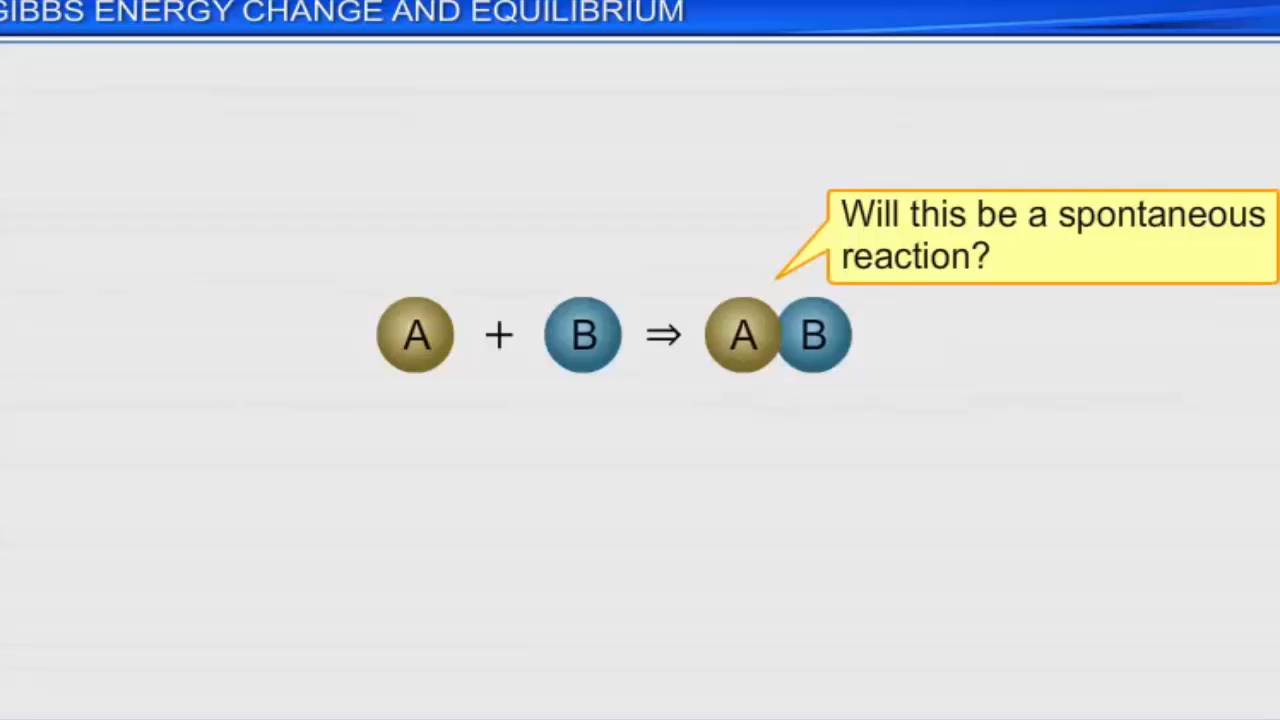 GIBBS ENERGY CHANGE AND EQUILIBRIUM
Will this be a spontaneous
reaction?
A + B ⇒ A B